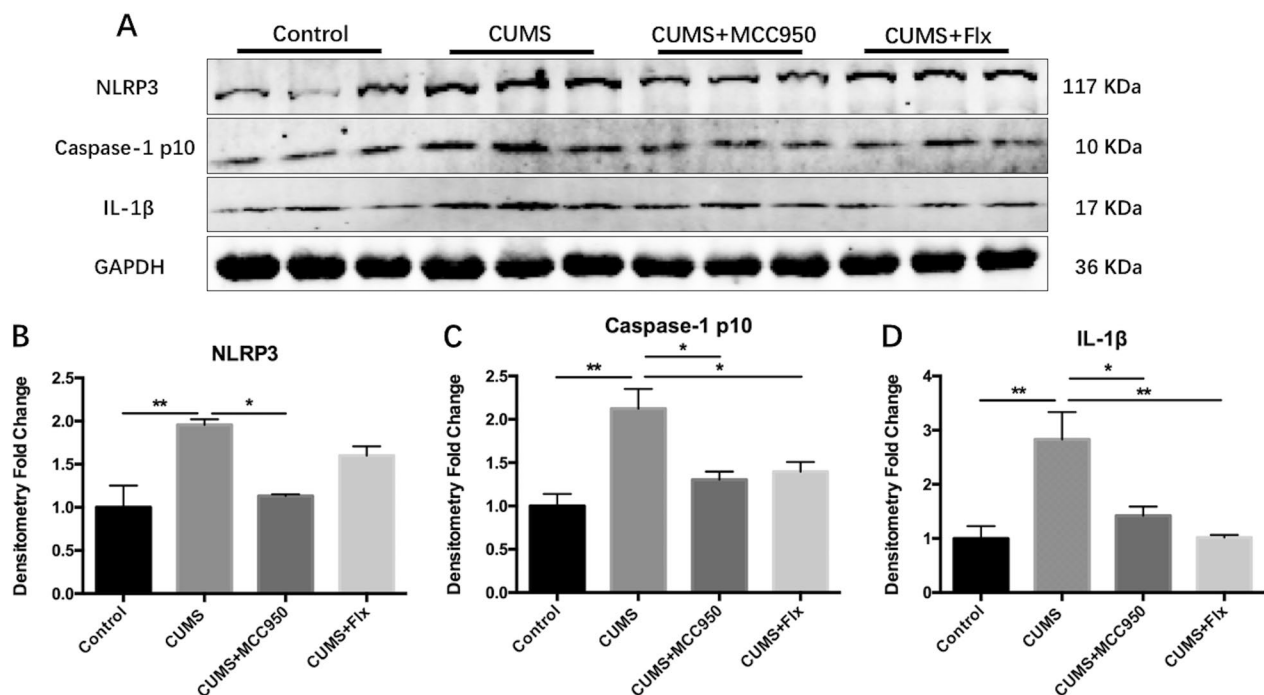 A
Control CUMS CUMS+MCC950 CUMS+Flx
NLRP3 117 KDa
Caspase-1 p10 10 KDa
IL-1β 17 KDa
GAPDH 36 KDa
B
NLRP3
** *
Densitometry Fold Change
2.5
2.0
1.5
1.0
0.5
0.0
Control CUMS CUMS+MCC950 CUMS+Flx
C
Caspase-1 p10
*
** *
Densitometry Fold Change
2.5
2.0
1.5
1.0
0.5
0.0
Control CUMS CUMS+MCC950 CUMS+Flx
D
IL-1β
*
** **
Densitometry Fold Change
4
3
2
1
0
Control CUMS CUMS+MCC950 CUMS+Flx